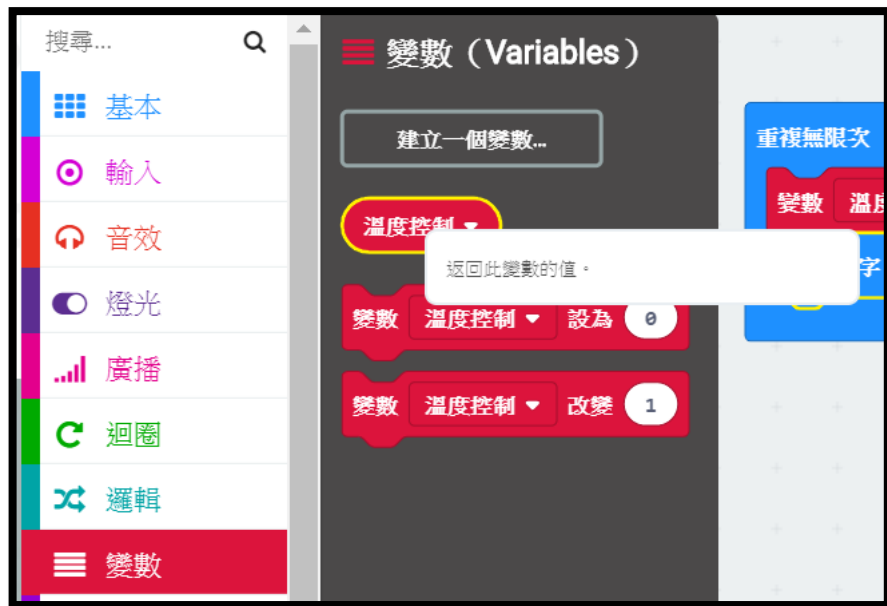 搜尋...
基本
輸入
音效
燈光
廣播
迴圈
邏輯
變數
變數（Variables）
建立一個變數...
溫度控制
返回此變數的值。
變數 溫度控制 設為 0
變數 溫度控制 改變 1
重複無限次
變數 溫
字